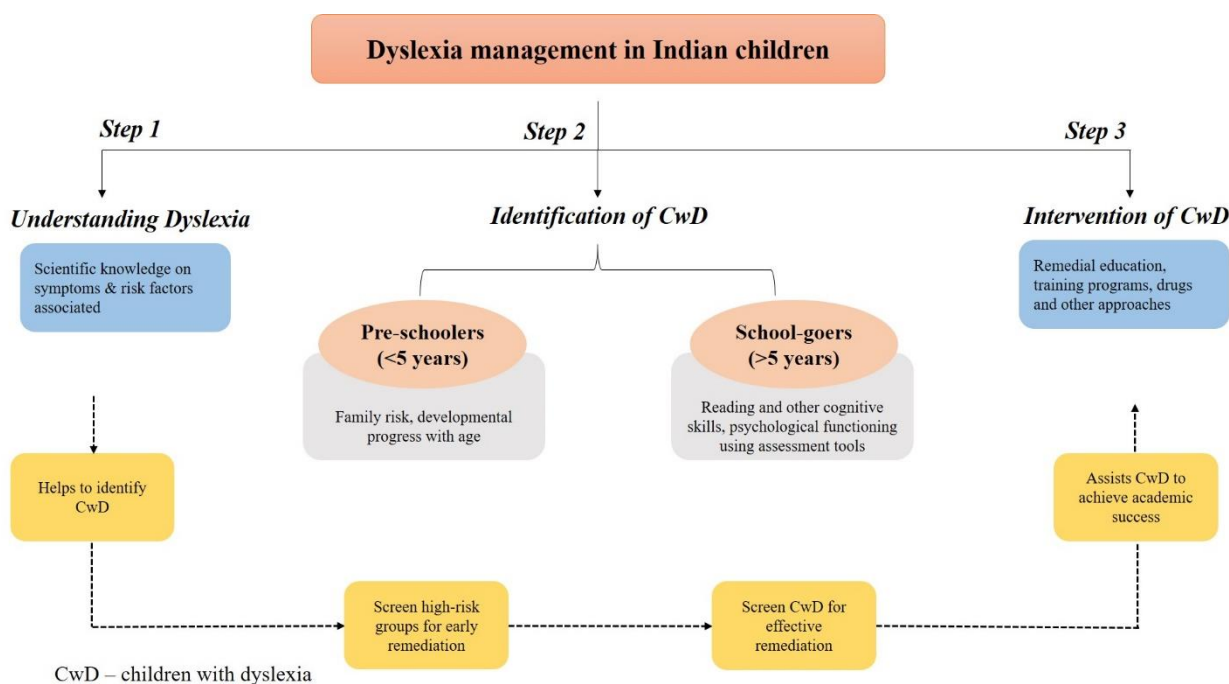 Dyslexia management in Indian children
Step 1
Step 2
Step 3
Understanding Dyslexia
Identification of CwD
Intervention of CwD
Scientific knowledge on
symptoms & risk factors
associated
Remedial education,
training programs, drugs
and other approaches
Pre-schoolers
(<5 years)
School-goers
(>5 years)
Family risk, developmental
progress with age
Reading and other cognitive
skills, psychological functioning
using assessment tools
Helps to identify
CwD
Assists CwD to
achieve academic
success
Screen high-risk
groups for early
remediation
Screen CwD for
effective
remediation
CwD – children with dyslexia